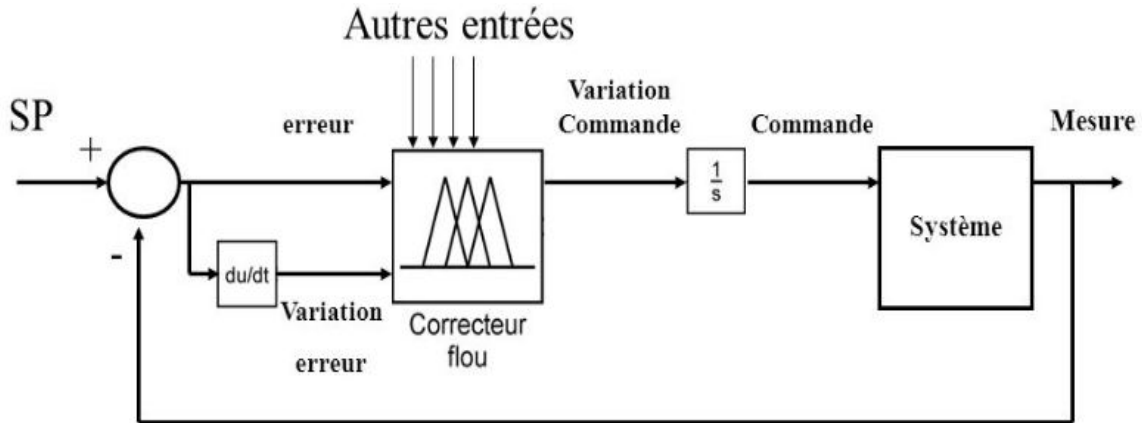 Autres entrées
SP
+
erreur
Variation
Commande
Commande
Mesure
1
s
Système
-
du/dt
Variation
erreur
Correcteur
flou